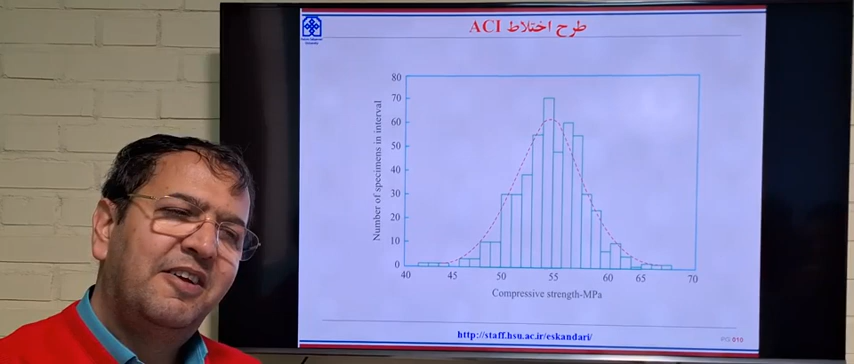 طرح اختلاط ACI
80
70
60
50
40
30
20
10
0
Number of specimens in interval
40 45 50 55 60 65 70
Compressive strength-MPa
http://staff.hsu.ac.ir/eskandari/